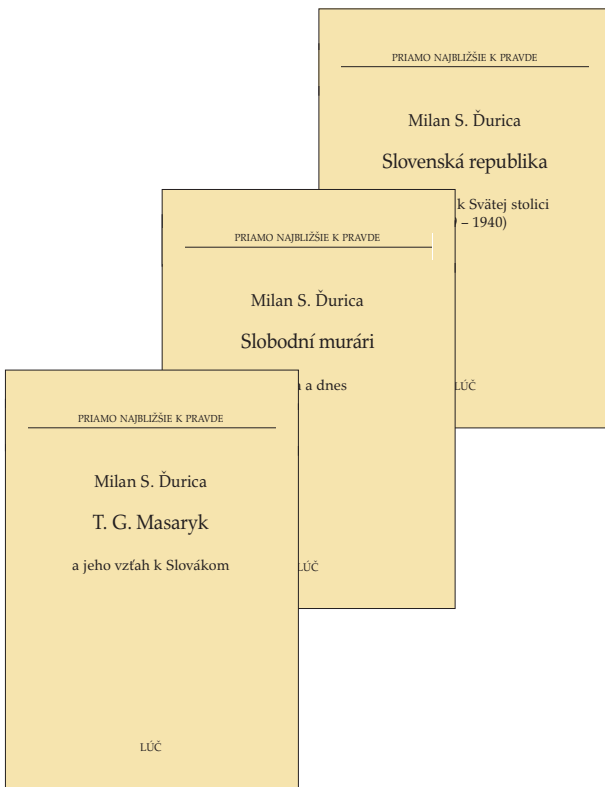 PRIAMO NAJBLIŽŠIE K PRAVDE
Milan S. Ďurica
Slovenská republika
k Svätej stolici
– 1940)
LÚČ
PRIAMO NAJBLIŽŠIE K PRAVDE
Milan S. Ďurica
Slobodní murári
a dnes
LÚČ
PRIAMO NAJBLIŽŠIE K PRAVDE
Milan S. Ďurica
T. G. Masaryk
a jeho vzťah k Slovákom
LÚČ